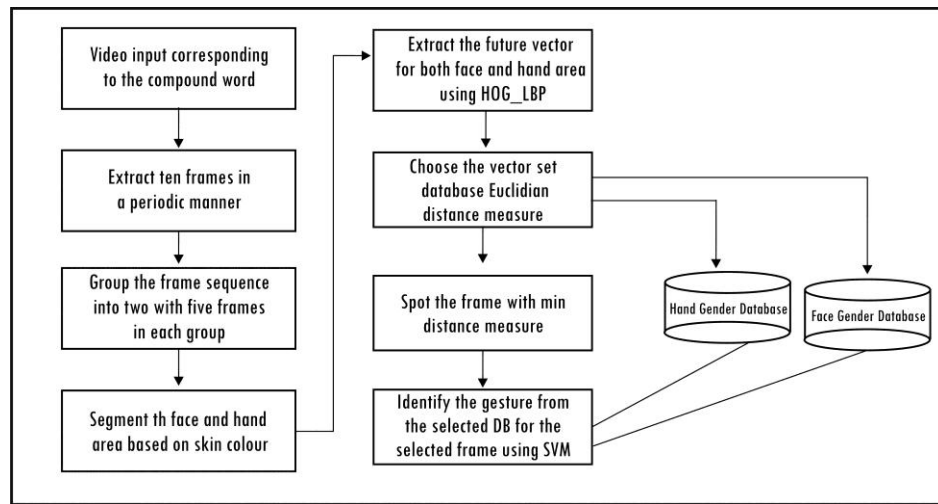 Video input corresponding
to the compound word
Extract ten frames in
a periodic manner
Group the frame sequence
into two with five frames
in each group
Segment th face and hand
area based on skin colour
Extract the future vector
for both face and hand area
using HOG_LBP
Choose the vector set
database Euclidian
distance measure
Spot the frame with min
distance measure
Identify the gesture from
the selected DB for the
selected frame using SVM
Hand Gender Database
Face Gender Database